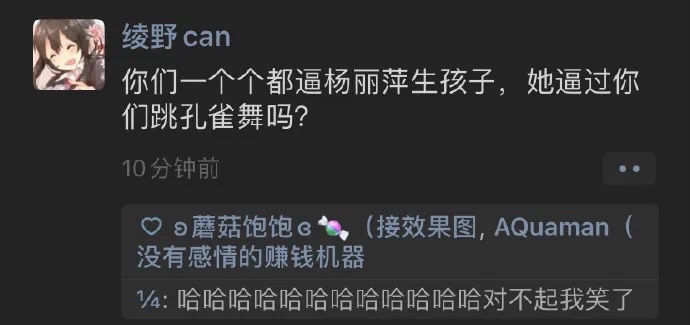 绫野can
你们一个个都逼杨丽萍生孩子，她逼过你
们跳孔雀舞吗？
10分钟前
ʚ蘑菇饱饱ɞ🍬（接效果图, AQuaman（
没有感情的赚钱机器
¼: 哈哈哈哈哈哈哈哈哈哈哈哈对不起我笑了